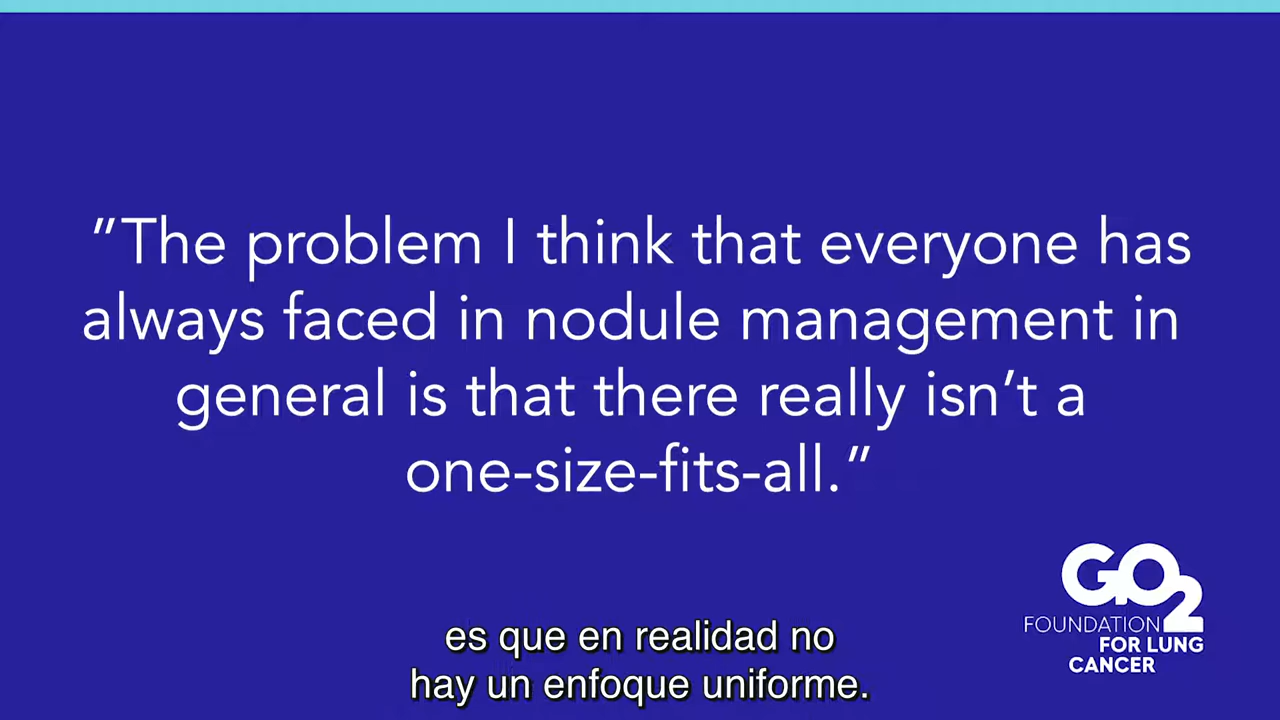 ”The problem I think that everyone has
always faced in nodule management in
general is that there really isn’t a
one-size-fits-all.”
GO2
FOUNDATION
FOR LUNG
CANCER
es que en realidad no
hay un enfoque uniforme.